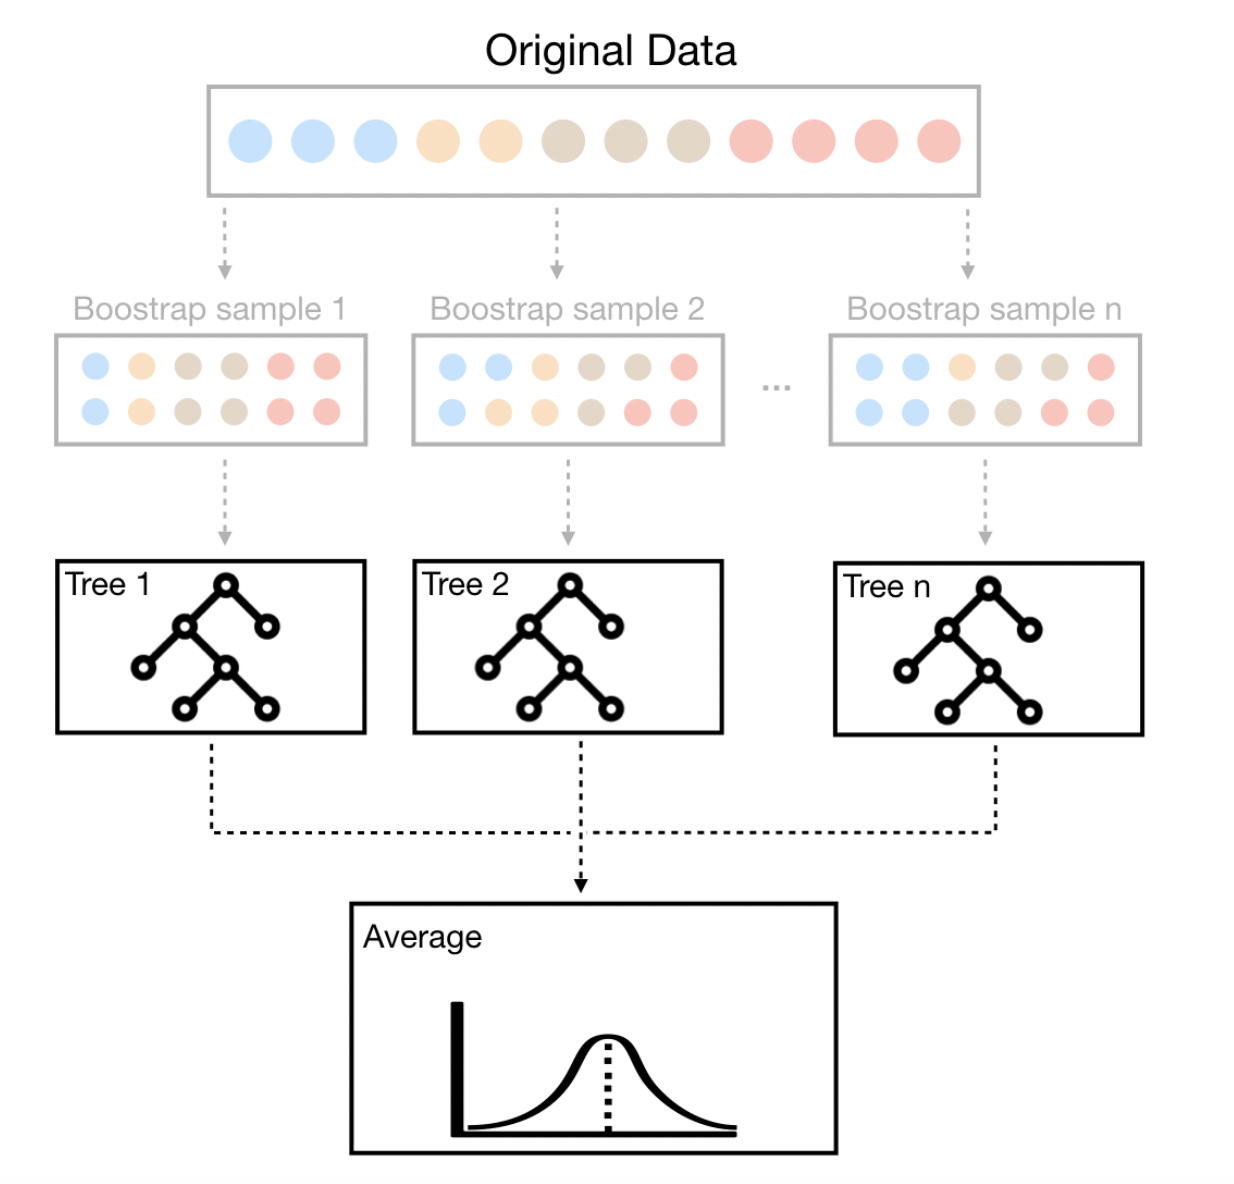 Original Data
Boostrap sample 1
Boostrap sample 2
Boostrap sample n
...
Tree 1
Tree 2
Tree n
Average